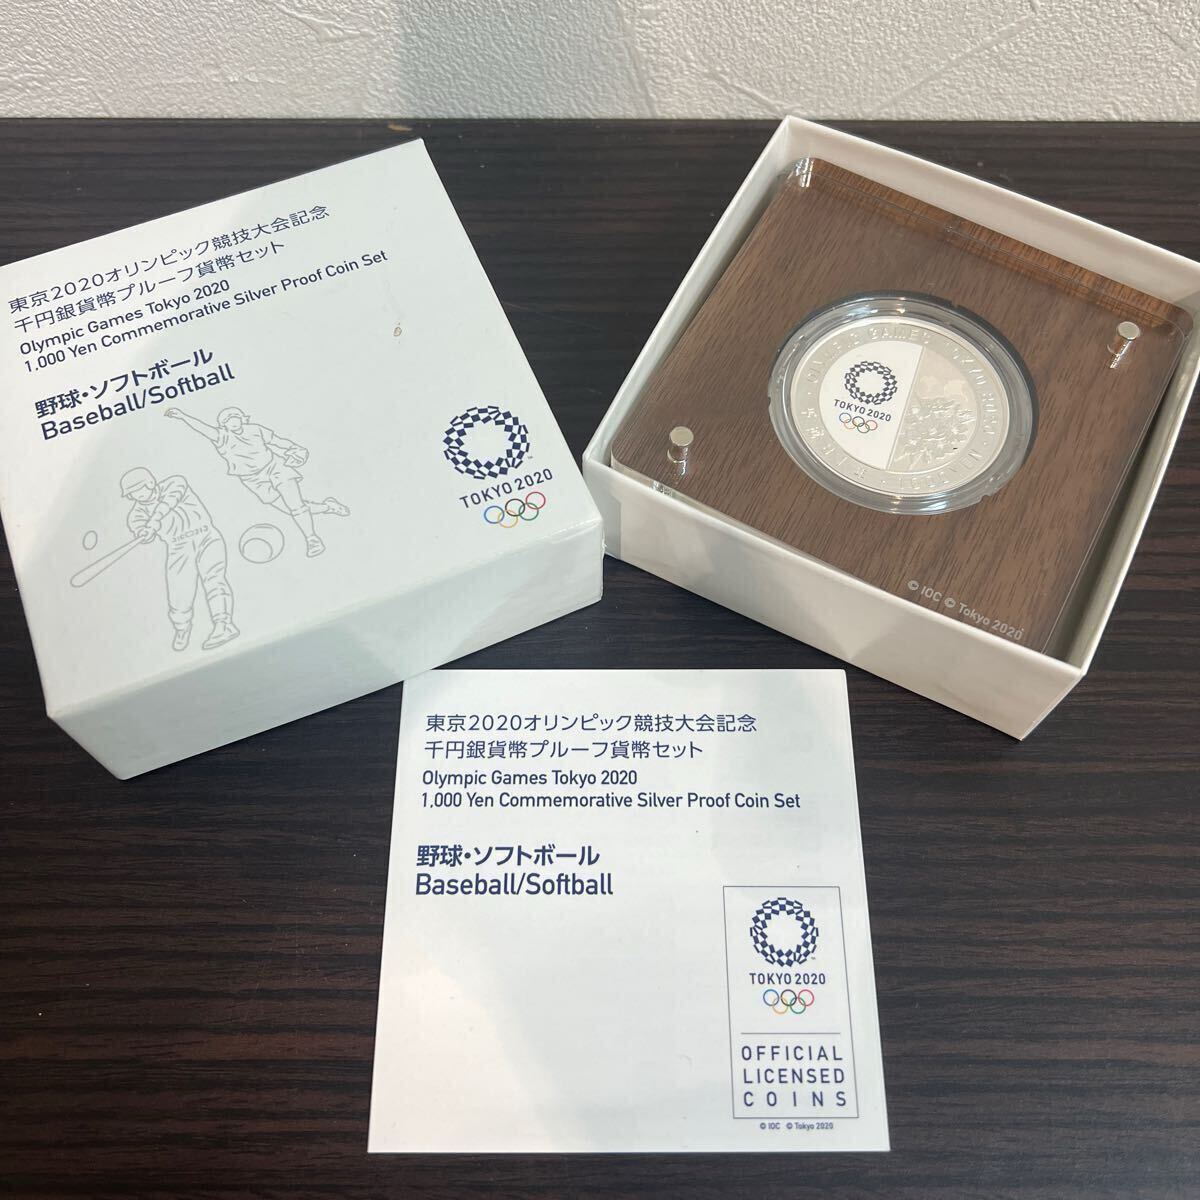 東京2020オリンピック競技大会記念
千円銀貨幣プルーフ貨幣セット
Olympic Games Tokyo 2020
1,000 Yen Commemorative Silver Proof Coin Set
野球・ソフトボール
Baseball/Softball
TOKYO 2020
OLYMPIC GAMES TOKYO 2020
TOKYO 2020
© IOC © Tokyo 2020
東京2020オリンピック競技大会記念
千円銀貨幣プルーフ貨幣セット
Olympic Games Tokyo 2020
1,000 Yen Commemorative Silver Proof Coin Set
野球・ソフトボール
Baseball/Softball
TOKYO 2020
OFFICIAL
LICENSED
COINS
© IOC © Tokyo 2020